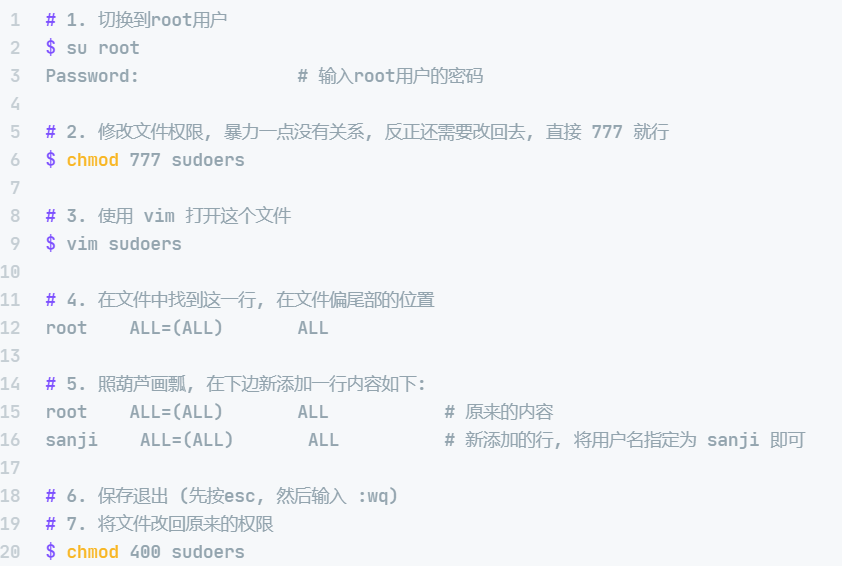 1 # 1. 切换到root用户
2 $ su root
3 Password:               # 输入root用户的密码
4
5 # 2. 修改文件权限, 暴力一点没有关系, 反正还需要改回去, 直接 777 就行
6 $ chmod 777 sudoers
7
8 # 3. 使用 vim 打开这个文件
9 $ vim sudoers
10
11 # 4. 在文件中找到这一行, 在文件偏尾部的位置
12 root    ALL=(ALL)       ALL
13
14 # 5. 照葫芦画瓢, 在下边新添加一行内容如下:
15 root    ALL=(ALL)       ALL           # 原来的内容
16 sanji    ALL=(ALL)       ALL          # 新添加的行, 将用户名指定为 sanji 即可
17
18 # 6. 保存退出 (先按esc, 然后输入 :wq)
19 # 7. 将文件改回原来的权限
20 $ chmod 400 sudoers